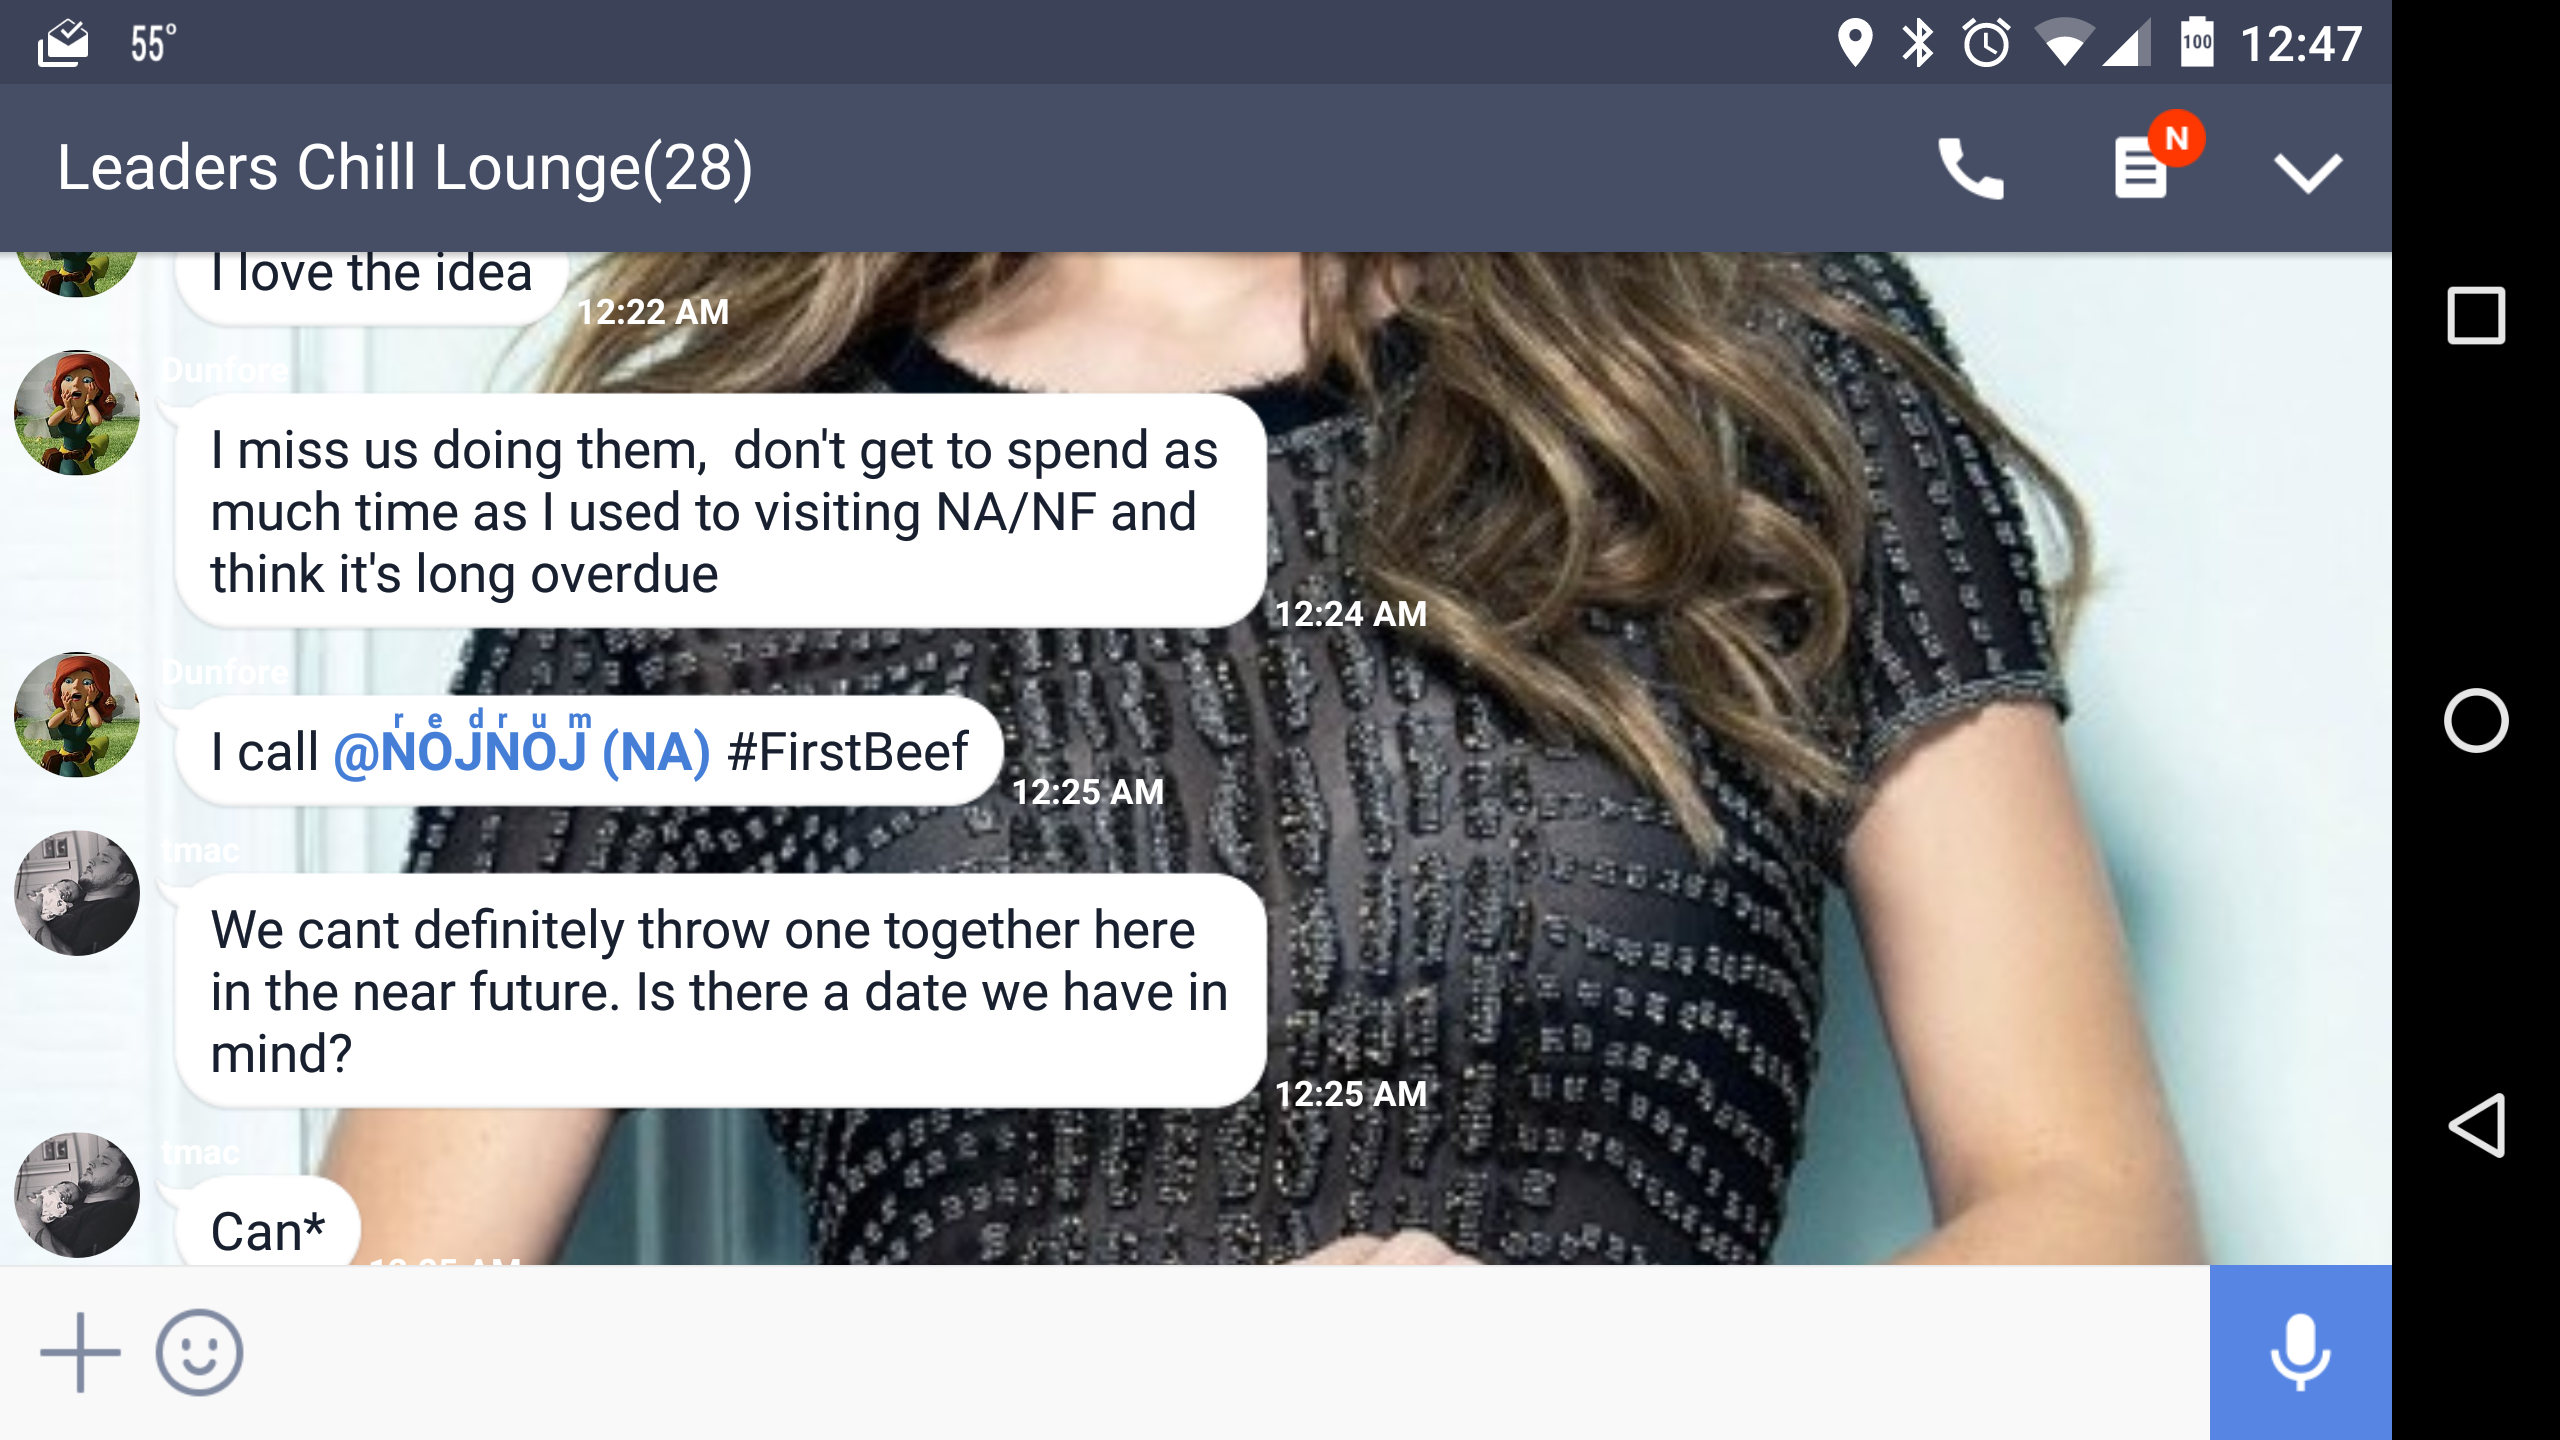 55°
100
12:47
Leaders Chill Lounge(28)
N
I love the idea
12:22 AM
Dunfore
I miss us doing them,  don't get to spend as
much time as I used to visiting NA/NF and
think it's long overdue
12:24 AM
Dunfore
r e d r u m
I call @NOJNOJ (NA) #FirstBeef
12:25 AM
tmac
We cant definitely throw one together here
in the near future. Is there a date we have in
mind?
12:25 AM
tmac
Can*
12:25 AM